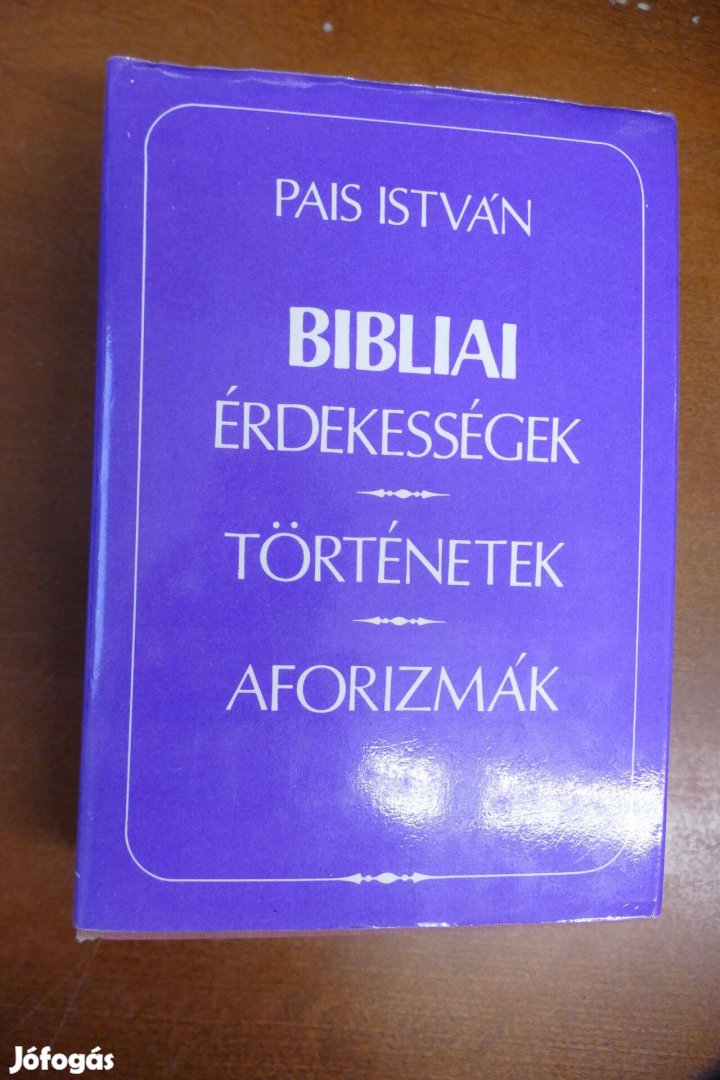 PAIS ISTVÁN
BIBLIAI
ÉRDEKESSÉGEK
TÖRTÉNETEK
AFORIZMÁK
Jófogás